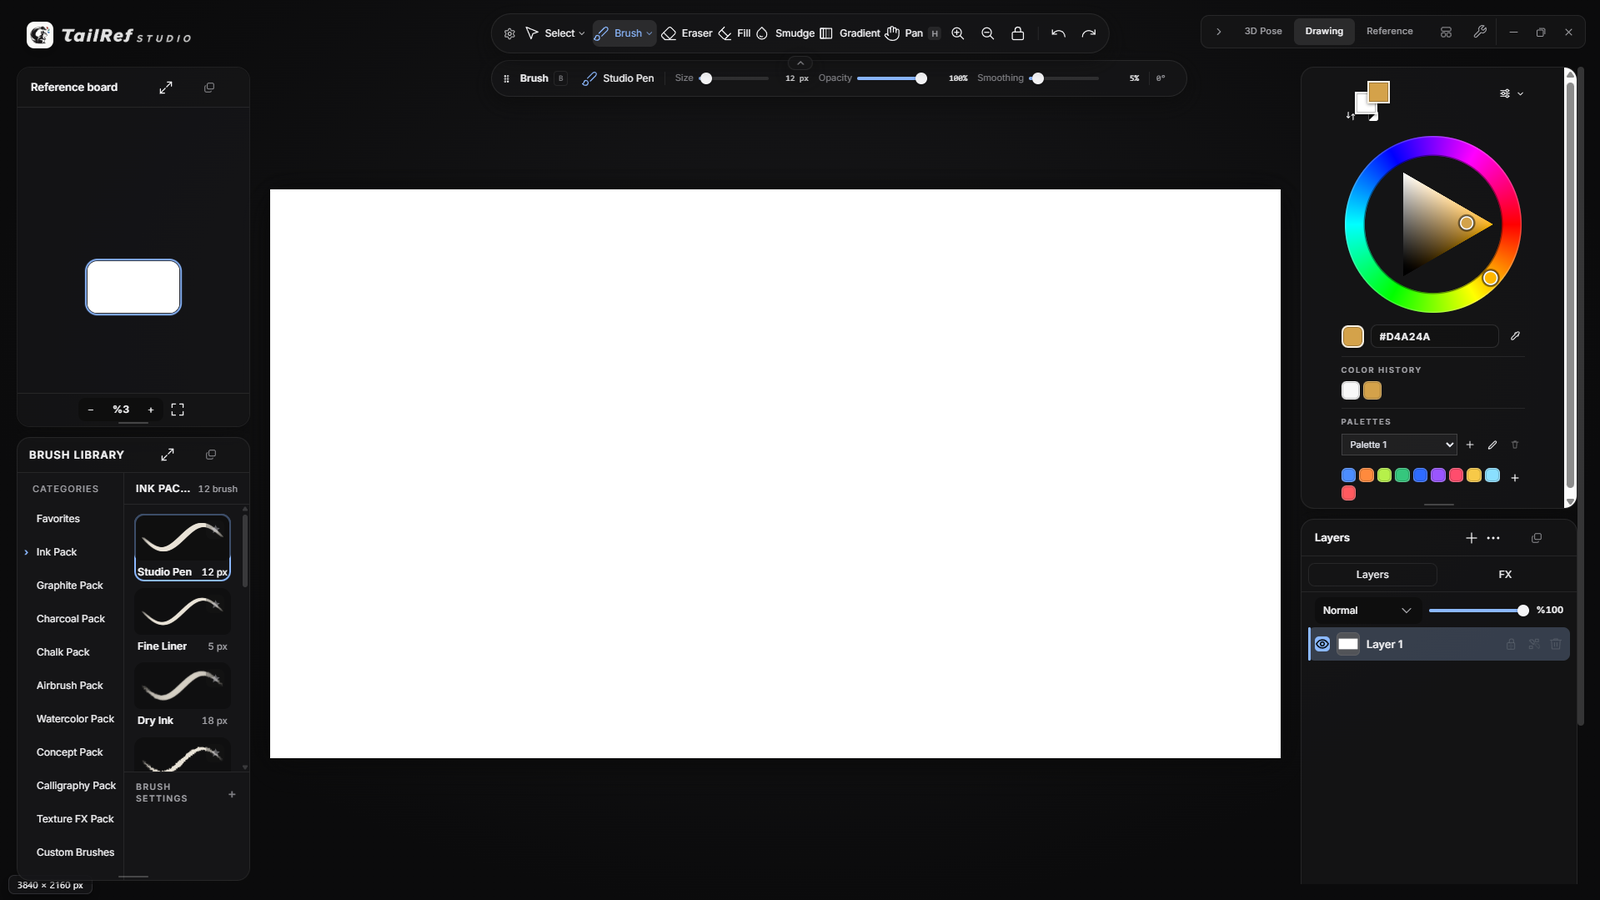 TailRef STUDIO
Select
Brush
Eraser
Fill
Smudge
Gradient
Pan H
3D Pose
Drawing
Reference
Brush B
Studio Pen
Size
12 px
Opacity
100%
Smoothing
5%
0°
Reference board
− %3 +
BRUSH LIBRARY
CATEGORIES
Favorites
Ink Pack
Graphite Pack
Charcoal Pack
Chalk Pack
Airbrush Pack
Watercolor Pack
Concept Pack
Calligraphy Pack
Texture FX Pack
Custom Brushes
INK PAC... 12 brush
Studio Pen 12 px
Fine Liner 5 px
Dry Ink 18 px
BRUSH
SETTINGS +
3840 × 2160 px
#D4A24A
COLOR HISTORY
PALETTES
Palette 1
Layers
Layers
FX
Normal
%100
Layer 1